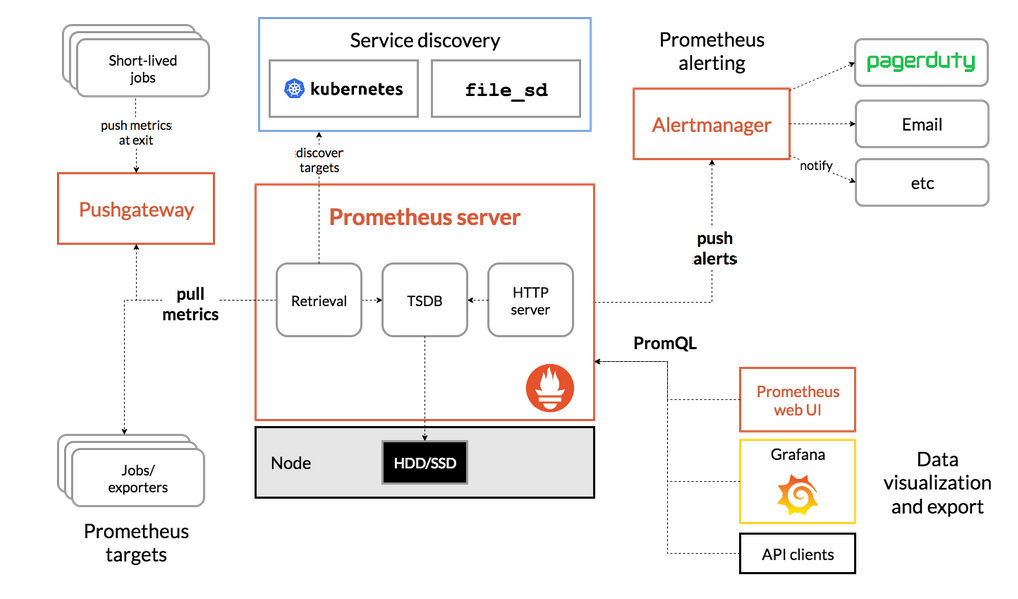 Short-lived
jobs
push metrics
at exit
Pushgateway
Service discovery
kubernetes
file_sd
discover
targets
Prometheus
alerting
Alertmanager
pagerduty
Email
notify
etc
Prometheus server
Retrieval
TSDB
HTTP
server
pull
metrics
push
alerts
PromQL
Node
HDD/SSD
Jobs/
exporters
Prometheus
targets
Prometheus
web UI
Grafana
API clients
Data
visualization
and export